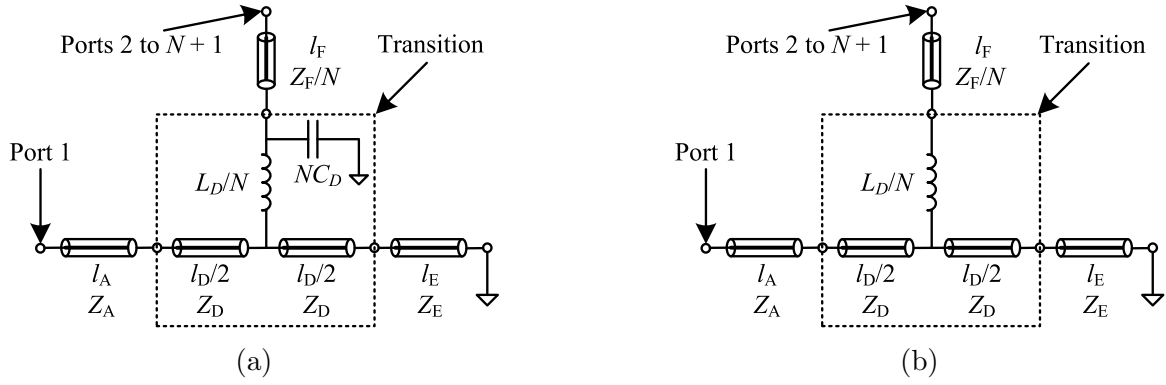 Ports 2 to N + 1
l_F
Z_F/N
Transition
Port 1
L_D/N
NC_D
l_A
Z_A
l_D/2
Z_D
l_D/2
Z_D
l_E
Z_E
(a)
Ports 2 to N + 1
l_F
Z_F/N
Transition
Port 1
L_D/N
l_A
Z_A
l_D/2
Z_D
l_D/2
Z_D
l_E
Z_E
(b)